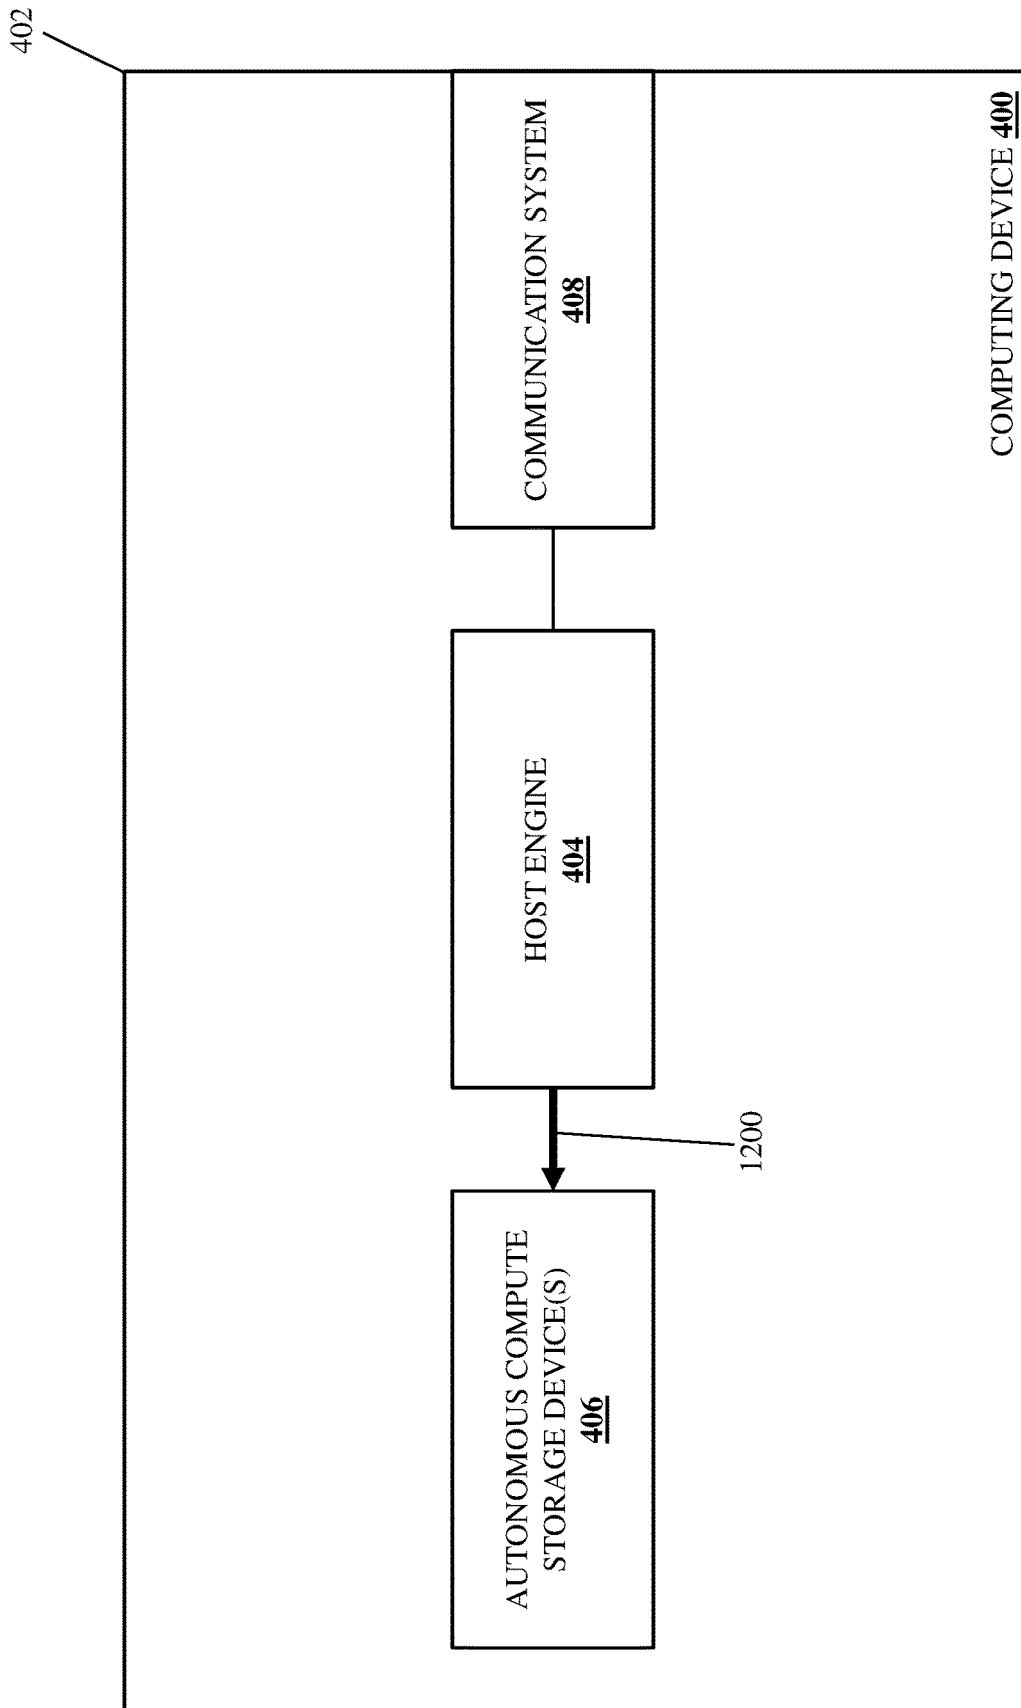 402
COMMUNICATION SYSTEM
408
HOST ENGINE
404
1200
AUTONOMOUS COMPUTE
STORAGE DEVICE(S)
406
COMPUTING DEVICE 400